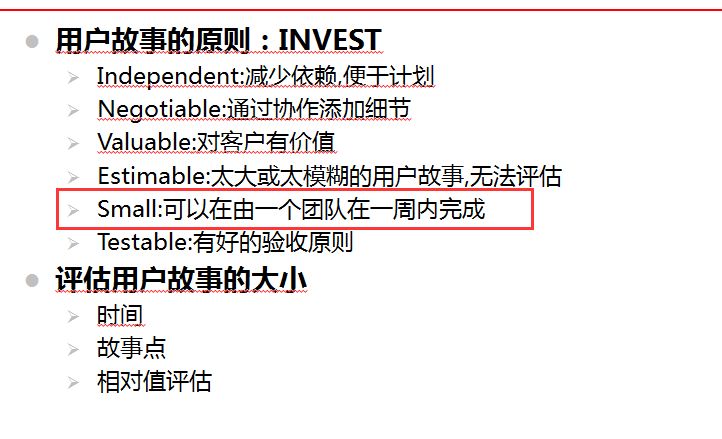 用户故事的原则：INVEST
Independent:减少依赖,便于计划
Negotiable:通过协作添加细节
Valuable:对客户有价值
Estimable:太大或太模糊的用户故事,无法评估
Small:可以在由一个团队在一周内完成
Testable:有好的验收原则
评估用户故事的大小
时间
故事点
相对值评估